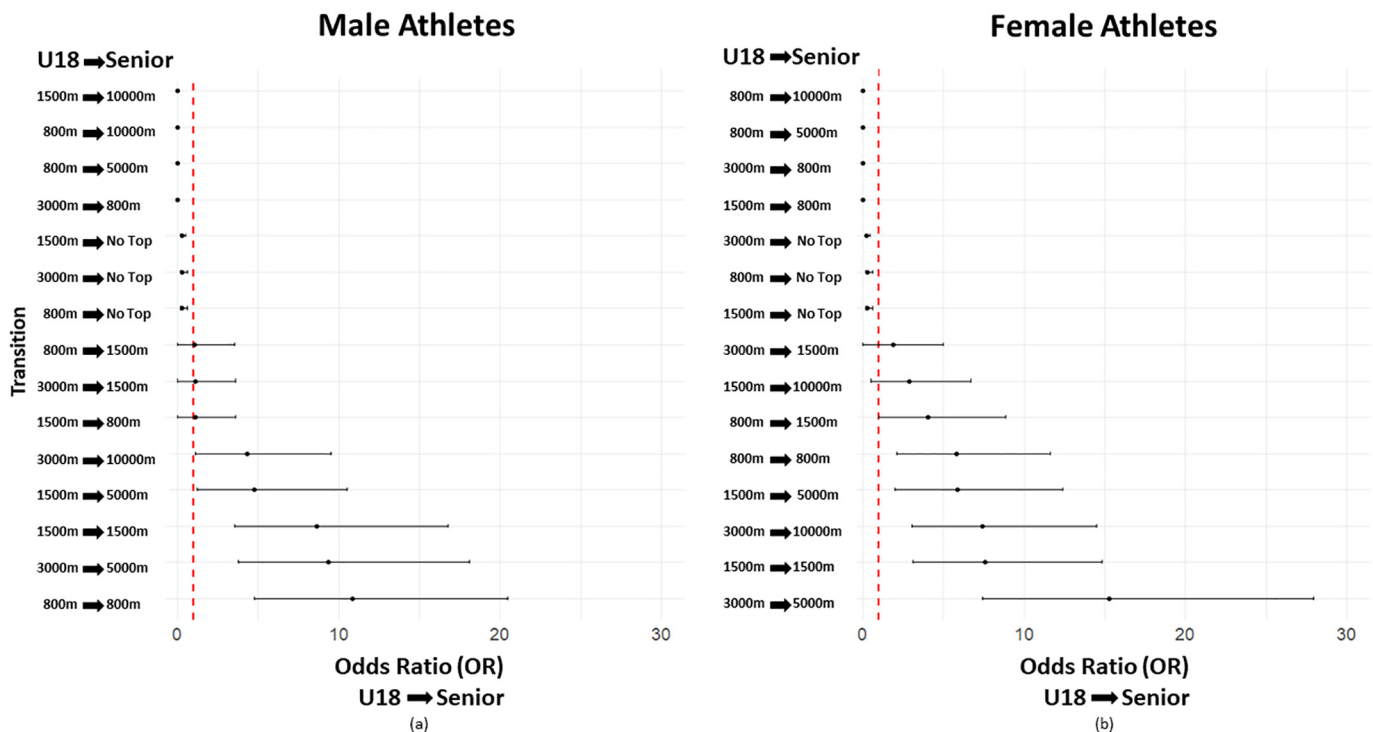 Male Athletes
U18 ➡ Senior
1500m ➡ 10000m
800m ➡ 10000m
800m ➡ 5000m
3000m ➡ 800m
1500m ➡ No Top
3000m ➡ No Top
800m ➡ No Top
800m ➡ 1500m
3000m ➡ 1500m
1500m ➡ 800m
3000m ➡ 10000m
1500m ➡ 5000m
1500m ➡ 1500m
3000m ➡ 5000m
800m ➡ 800m
Transition
0 10 20 30
Odds Ratio (OR)
U18 ➡ Senior
(a)
Female Athletes
U18 ➡ Senior
800m ➡ 10000m
800m ➡ 5000m
3000m ➡ 800m
1500m ➡ 800m
3000m ➡ No Top
800m ➡ No Top
1500m ➡ No Top
3000m ➡ 1500m
1500m ➡ 10000m
800m ➡ 1500m
800m ➡ 800m
1500m ➡ 5000m
3000m ➡ 10000m
1500m ➡ 1500m
3000m ➡ 5000m
0 10 20 30
Odds Ratio (OR)
U18 ➡ Senior
(b)